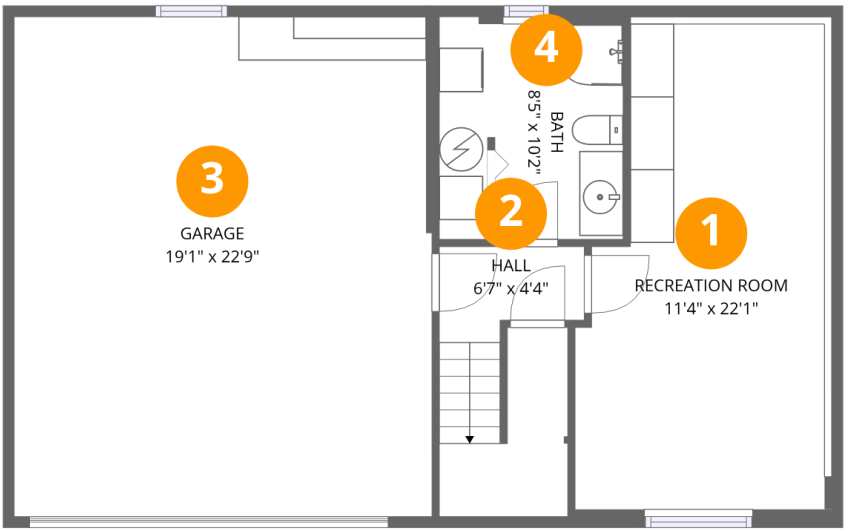 4
BATH
8'5" x 10'2"
3
GARAGE
19'1" x 22'9"
2
HALL
6'7" x 4'4"
1
RECREATION ROOM
11'4" x 22'1"